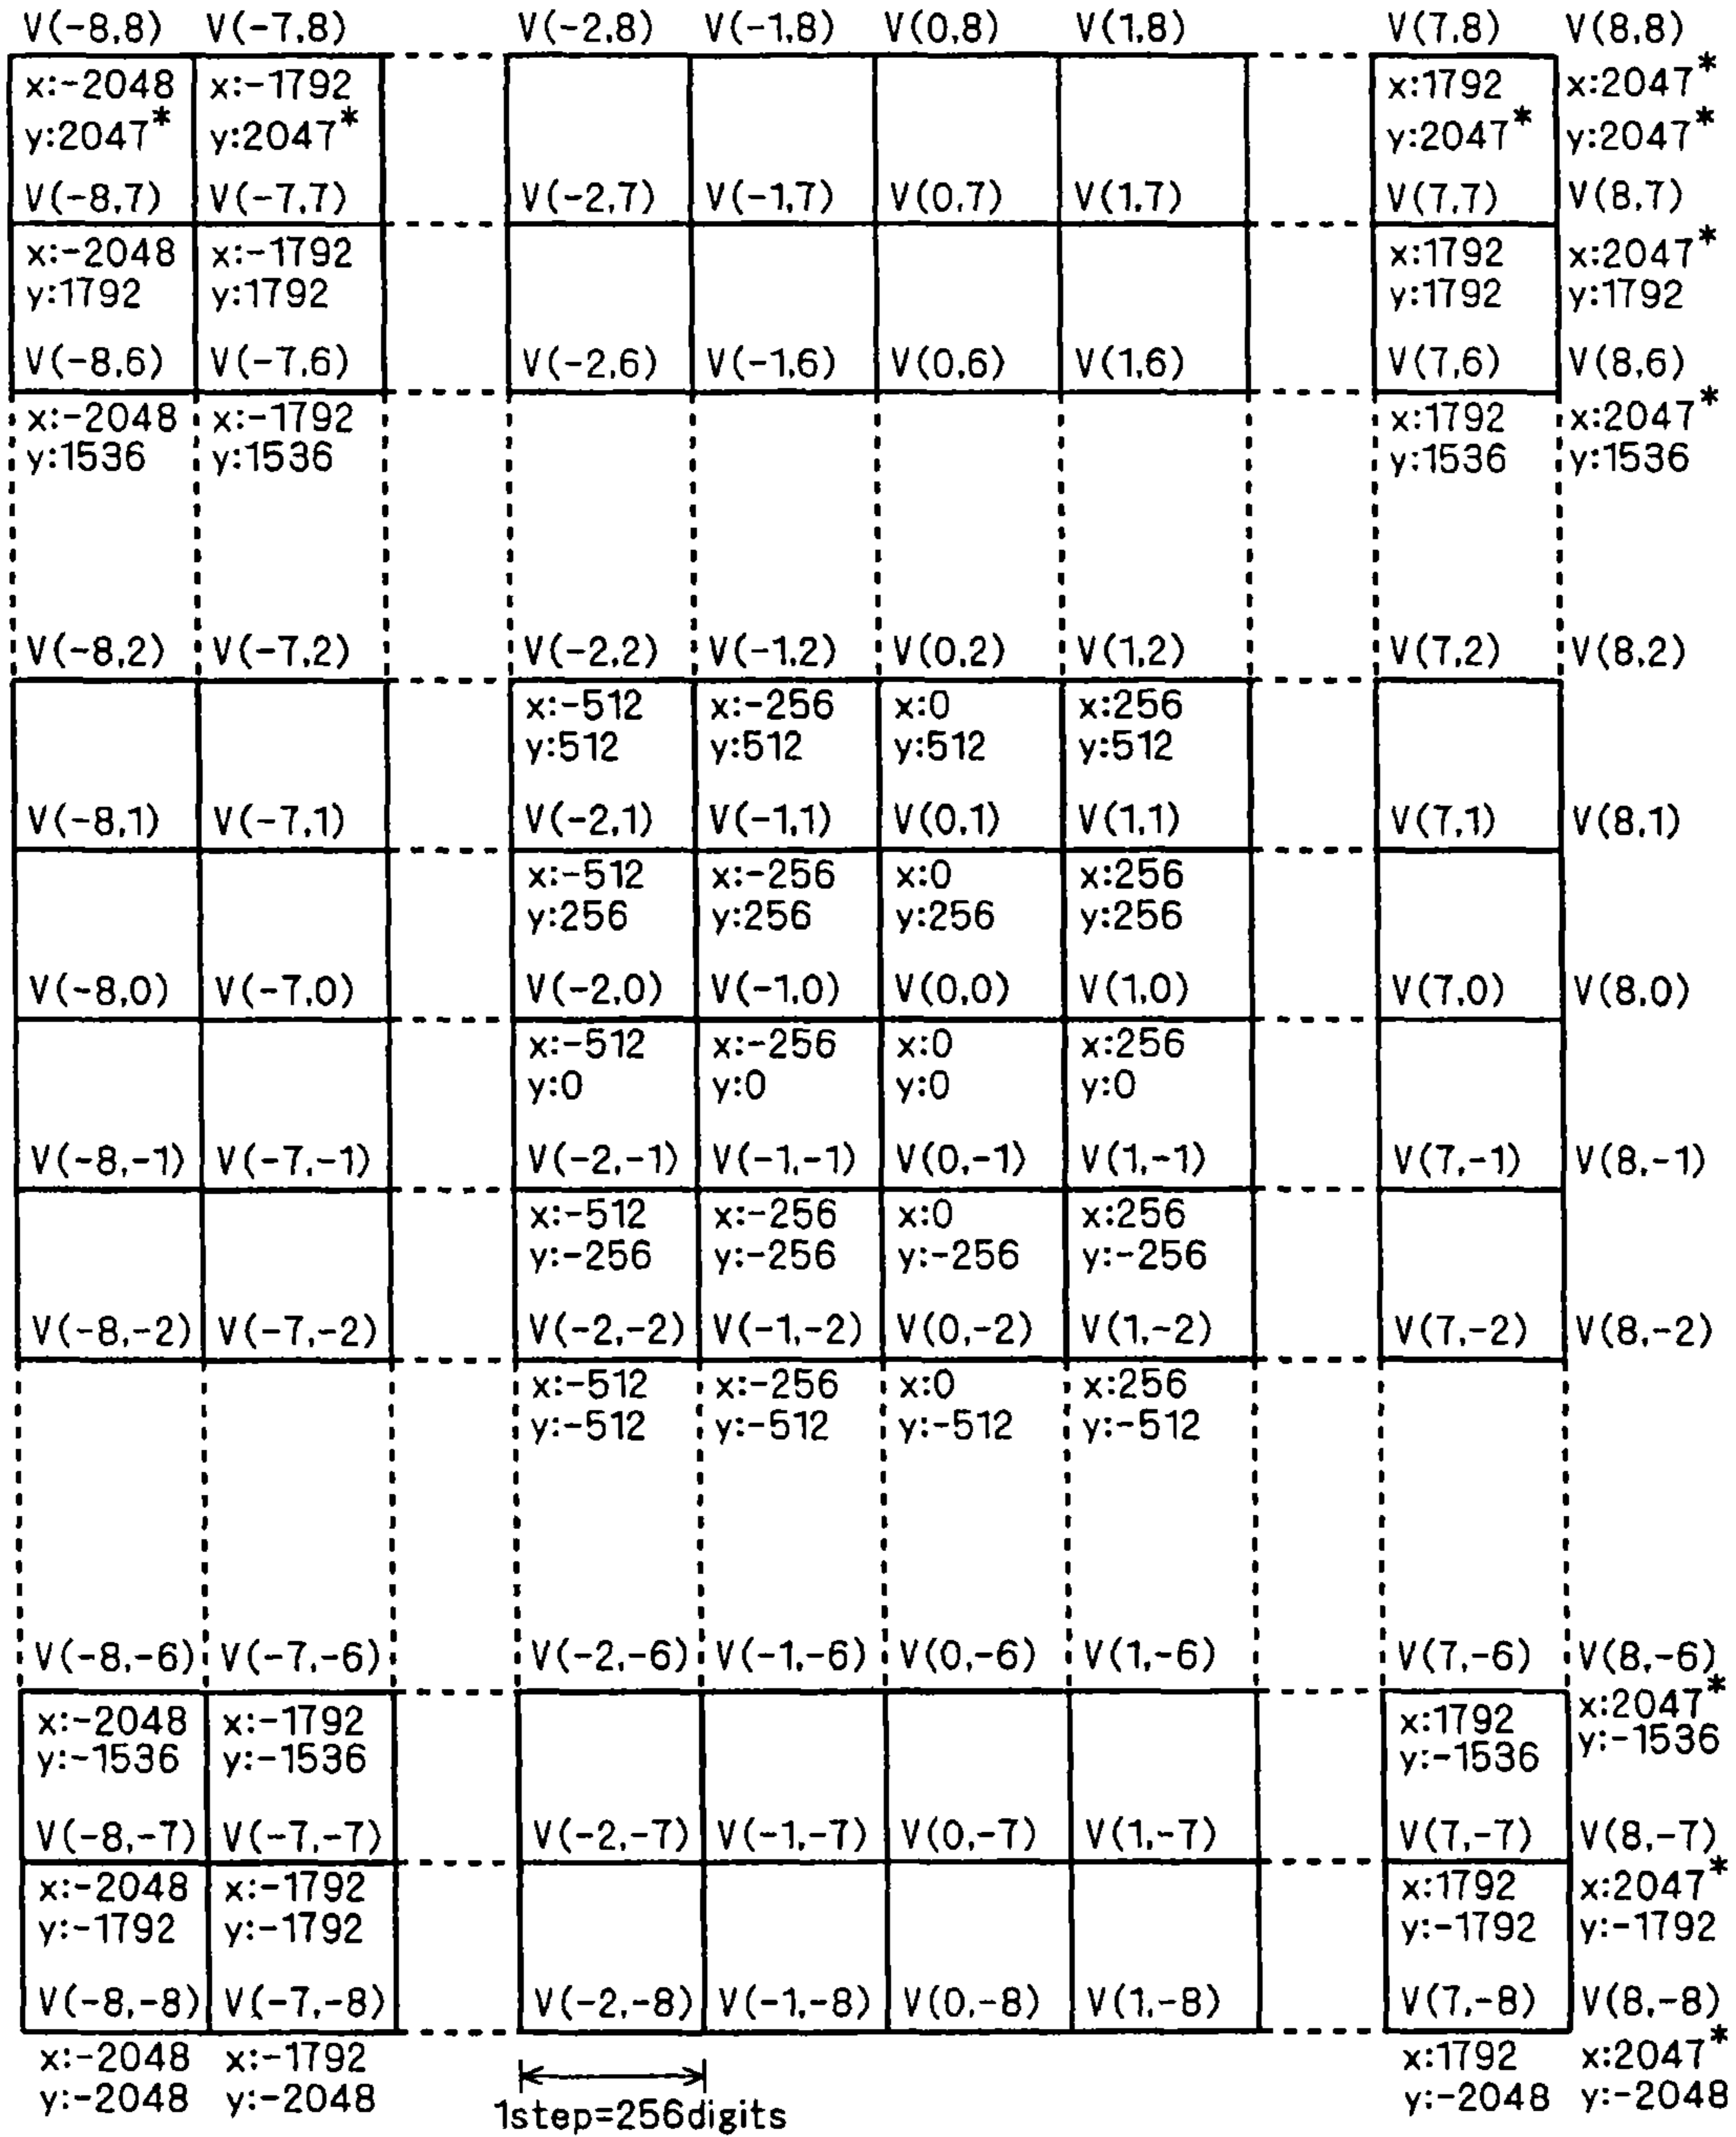 V(-8,8) V(-7,8) V(-2,8) V(-1,8) V(0,8) V(1,8) V(7,8) V(8,8)
x:-2048 x:-1792 x:1792 x:2047*
y:2047* y:2047* y:2047* y:2047*
V(-8,7) V(-7,7) V(-2,7) V(-1,7) V(0,7) V(1,7) V(7,7) V(8,7)
x:-2048 x:-1792 x:1792 x:2047*
y:1792 y:1792 y:1792 y:1792
V(-8,6) V(-7,6) V(-2,6) V(-1,6) V(0,6) V(1,6) V(7,6) V(8,6)
x:-2048 x:-1792 x:1792 x:2047*
y:1536 y:1536 y:1536 y:1536
V(-8,2) V(-7,2) V(-2,2) V(-1,2) V(0,2) V(1,2) V(7,2) V(8,2)
x:-512 x:-256 x:0 x:256
y:512 y:512 y:512 y:512
V(-8,1) V(-7,1) V(-2,1) V(-1,1) V(0,1) V(1,1) V(7,1) V(8,1)
x:-512 x:-256 x:0 x:256
y:256 y:256 y:256 y:256
V(-8,0) V(-7,0) V(-2,0) V(-1,0) V(0,0) V(1,0) V(7,0) V(8,0)
x:-512 x:-256 x:0 x:256
y:0 y:0 y:0 y:0
V(-8,-1) V(-7,-1) V(-2,-1) V(-1,-1) V(0,-1) V(1,-1) V(7,-1) V(8,-1)
x:-512 x:-256 x:0 x:256
y:-256 y:-256 y:-256 y:-256
V(-8,-2) V(-7,-2) V(-2,-2) V(-1,-2) V(0,-2) V(1,-2) V(7,-2) V(8,-2)
x:-512 x:-256 x:0 x:256
y:-512 y:-512 y:-512 y:-512
V(-8,-6) V(-7,-6) V(-2,-6) V(-1,-6) V(0,-6) V(1,-6) V(7,-6) V(8,-6)
x:-2048 x:-1792 x:1792 x:2047*
y:-1536 y:-1536 y:-1536 y:-1536
V(-8,-7) V(-7,-7) V(-2,-7) V(-1,-7) V(0,-7) V(1,-7) V(7,-7) V(8,-7)
x:-2048 x:-1792 x:1792 x:2047*
y:-1792 y:-1792 y:-1792 y:-1792
V(-8,-8) V(-7,-8) V(-2,-8) V(-1,-8) V(0,-8) V(1,-8) V(7,-8) V(8,-8)
x:-2048 x:-1792 x:1792 x:2047*
y:-2048 y:-2048 y:-2048 y:-2048
1step=256digits